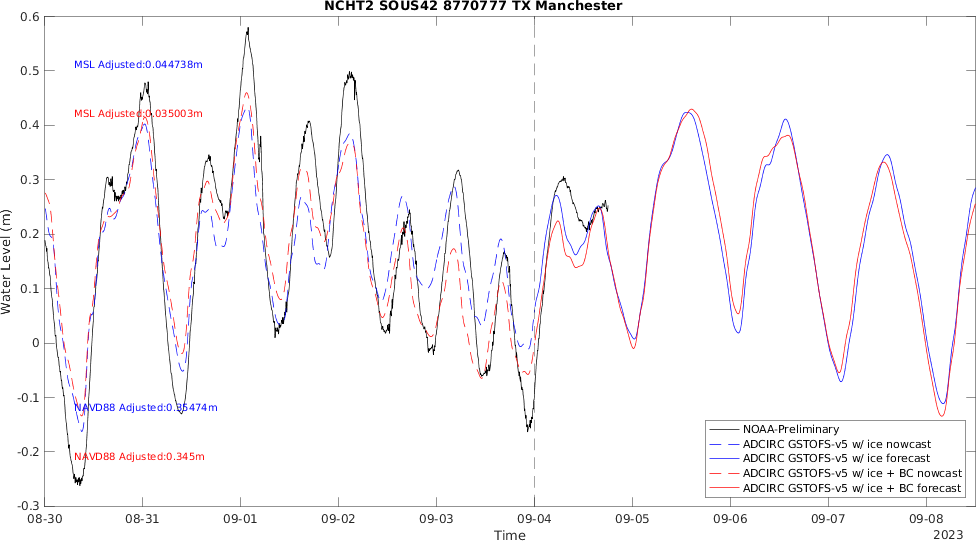 NCHT2 SOUS42 8770777 TX Manchester
0.6
0.5
0.4
0.3
0.2
0.1
0
-0.1
-0.2
-0.3
Water Level (m)
MSL Adjusted:0.044738m
MSL Adjusted:0.035003m
NAVD88 Adjusted:0.35474m
NAVD88 Adjusted:0.345m
NOAA-Preliminary
ADCIRC GSTOFS-v5 w/ ice nowcast
ADCIRC GSTOFS-v5 w/ ice forecast
ADCIRC GSTOFS-v5 w/ ice + BC nowcast
ADCIRC GSTOFS-v5 w/ ice + BC forecast
08-30 08-31 09-01 09-02 09-03 09-04 09-05 09-06 09-07 09-08
Time
2023